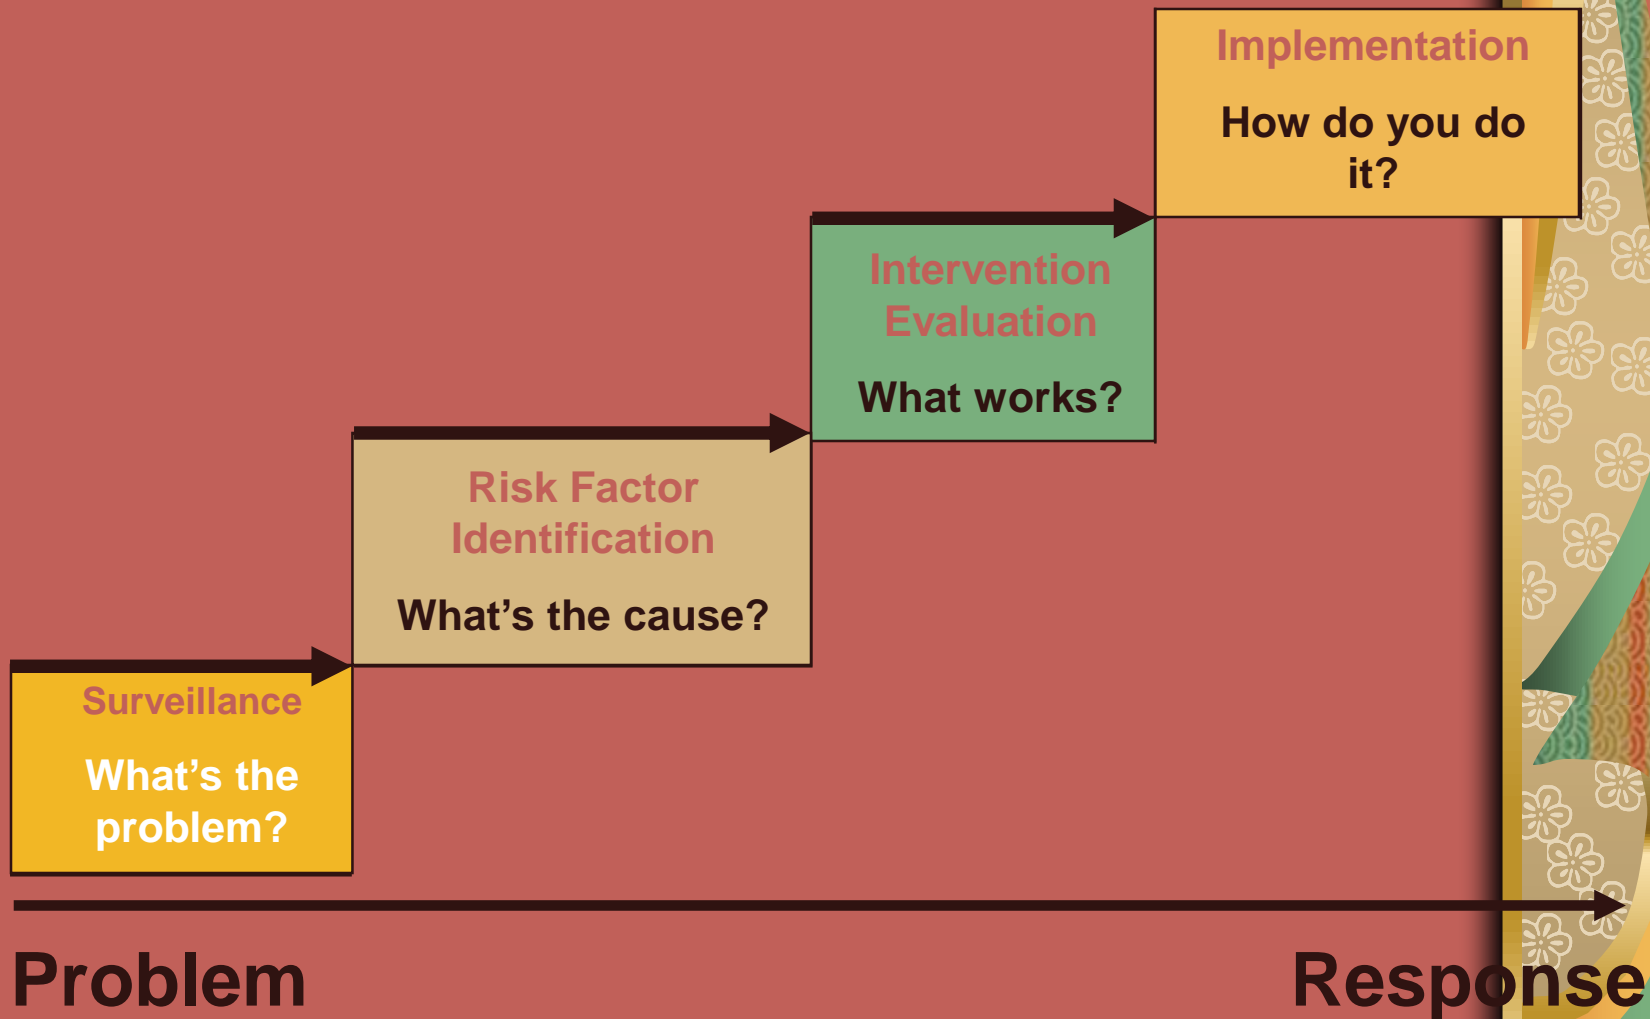 Implementation
How do you do
it?
Intervention
Evaluation
What works?
Risk Factor
Identification
What’s the cause?
Surveillance
What’s the
problem?
Problem
Response